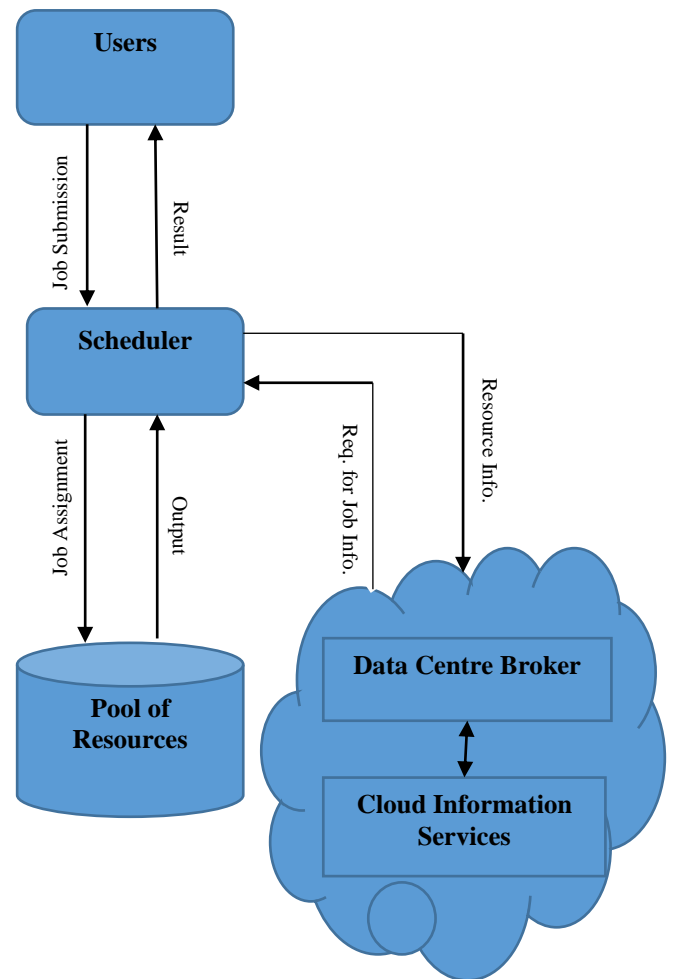 Users
Job Submission
Result
Scheduler
Resource Info.
Req. for Job Info.
Job Assignment
Output
Data Centre Broker
Pool of
Resources
Cloud Information
Services